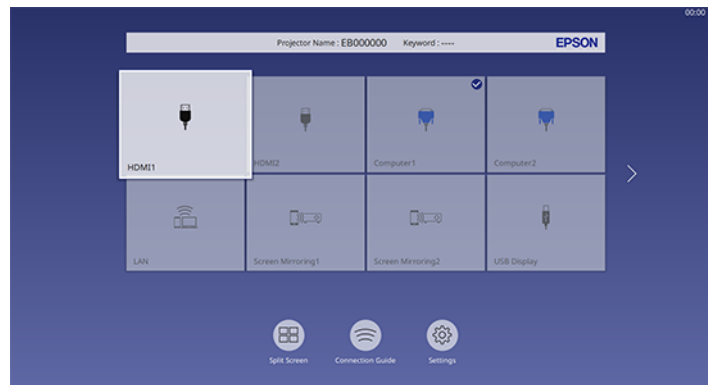 00:00
Projector Name : EB000000 Keyword : ---- EPSON
HDMI1 HDMI2 Computer1 Computer2
LAN Screen Mirroring1 Screen Mirroring2 USB Display
Split Screen Connection Guide Settings